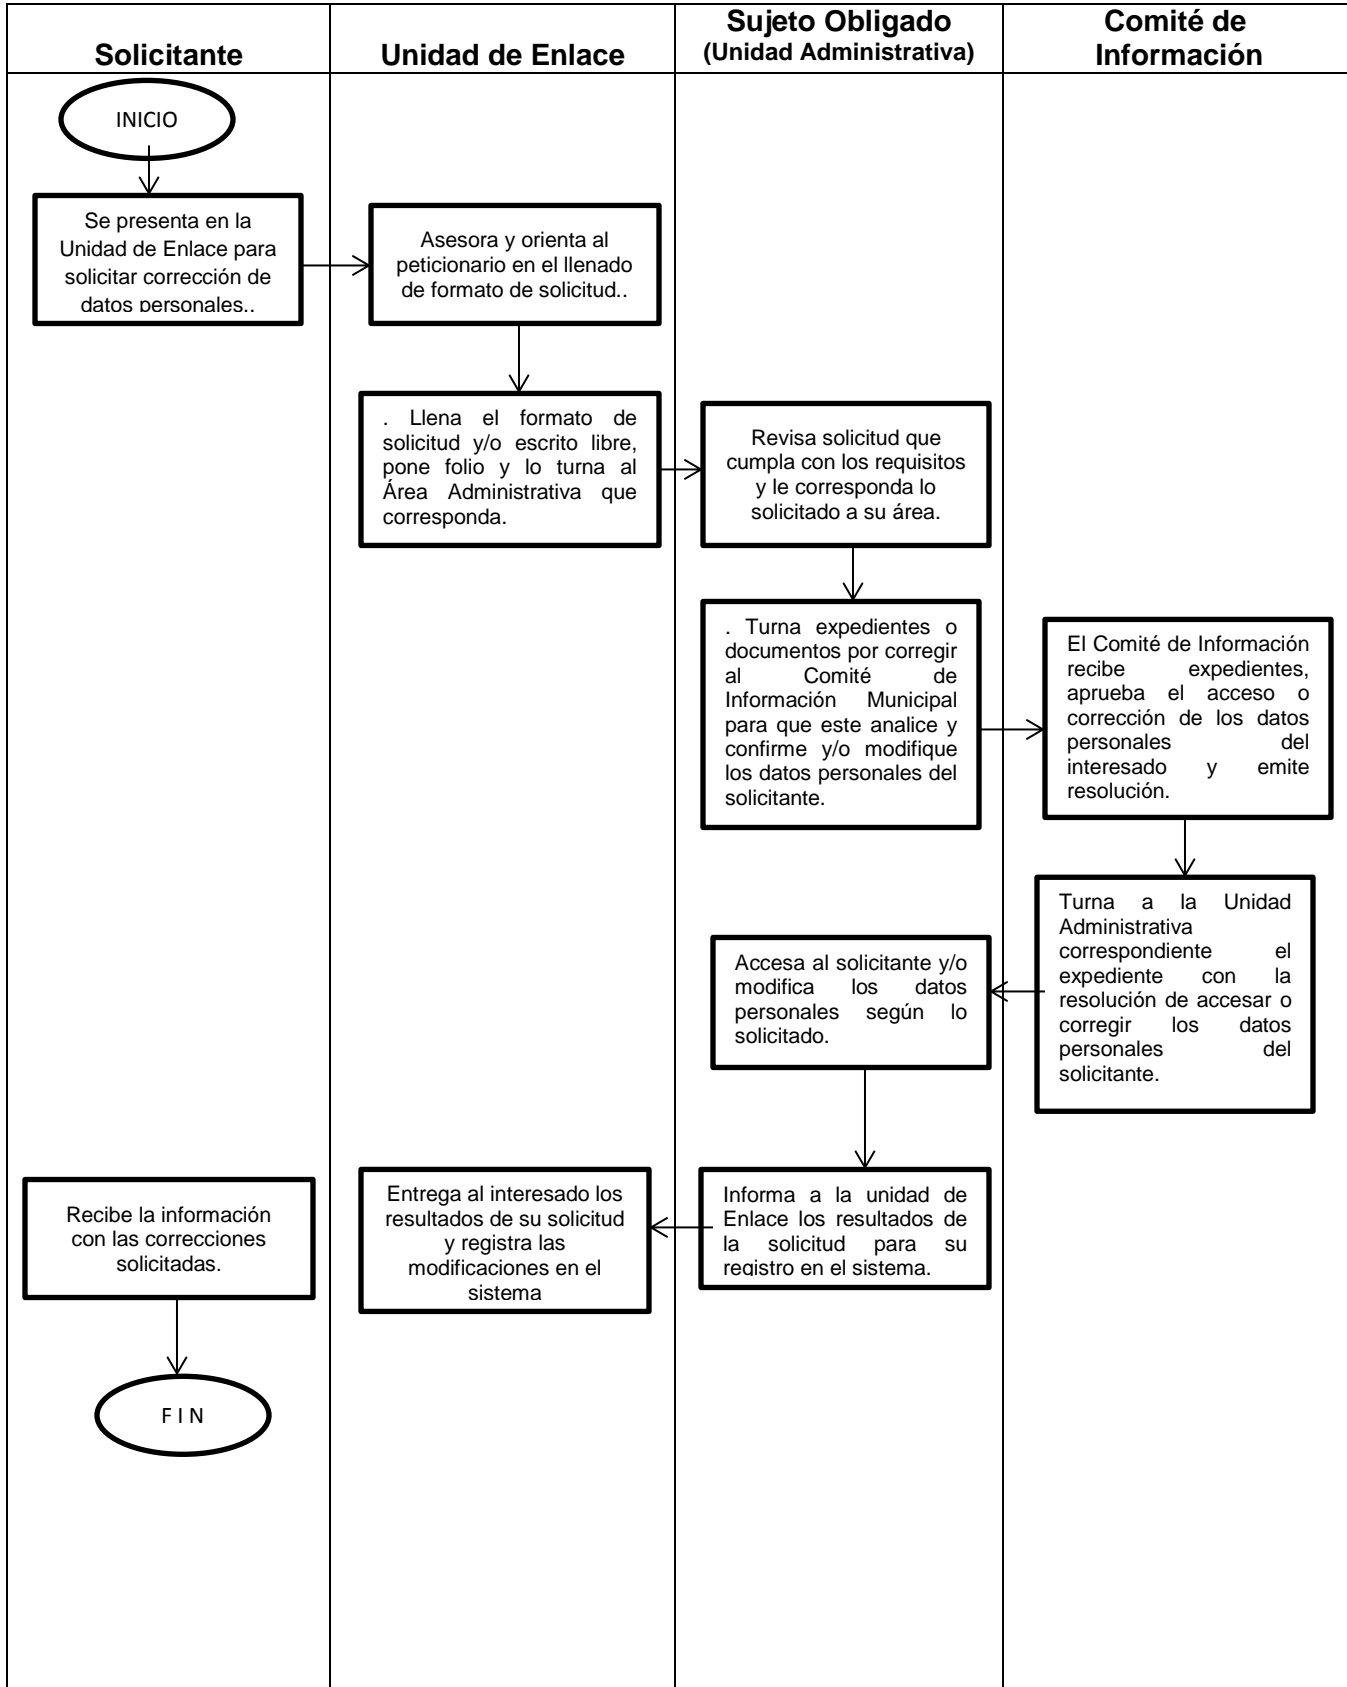 Solicitante
Unidad de Enlace
Sujeto Obligado
(Unidad Administrativa)
Comité de
Información
INICIO
Se presenta en la
Unidad de Enlace para
solicitar corrección de
datos personales..
Asesora y orienta al
peticionario en el llenado
de formato de solicitud..
. Llena el formato de
solicitud y/o escrito libre,
pone folio y lo turna al
Área Administrativa que
corresponda.
Revisa solicitud que
cumpla con los requisitos
y le corresponda lo
solicitado a su área.
. Turna expedientes o
documentos por corregir
al Comité de
Información Municipal
para que este analice y
confirme y/o modifique
los datos personales del
solicitante.
El Comité de Información
recibe expedientes,
aprueba el acceso o
corrección de los datos
personales del
interesado y emite
resolución.
Turna a la Unidad
Administrativa
correspondiente el
expediente con la
resolución de accesar o
corregir los datos
personales del
solicitante.
Accesa al solicitante y/o
modifica los datos
personales según lo
solicitado.
Informa a la unidad de
Enlace los resultados de
la solicitud para su
registro en el sistema.
Entrega al interesado los
resultados de su solicitud
y registra las
modificaciones en el
sistema
Recibe la información
con las correcciones
solicitadas.
F I N